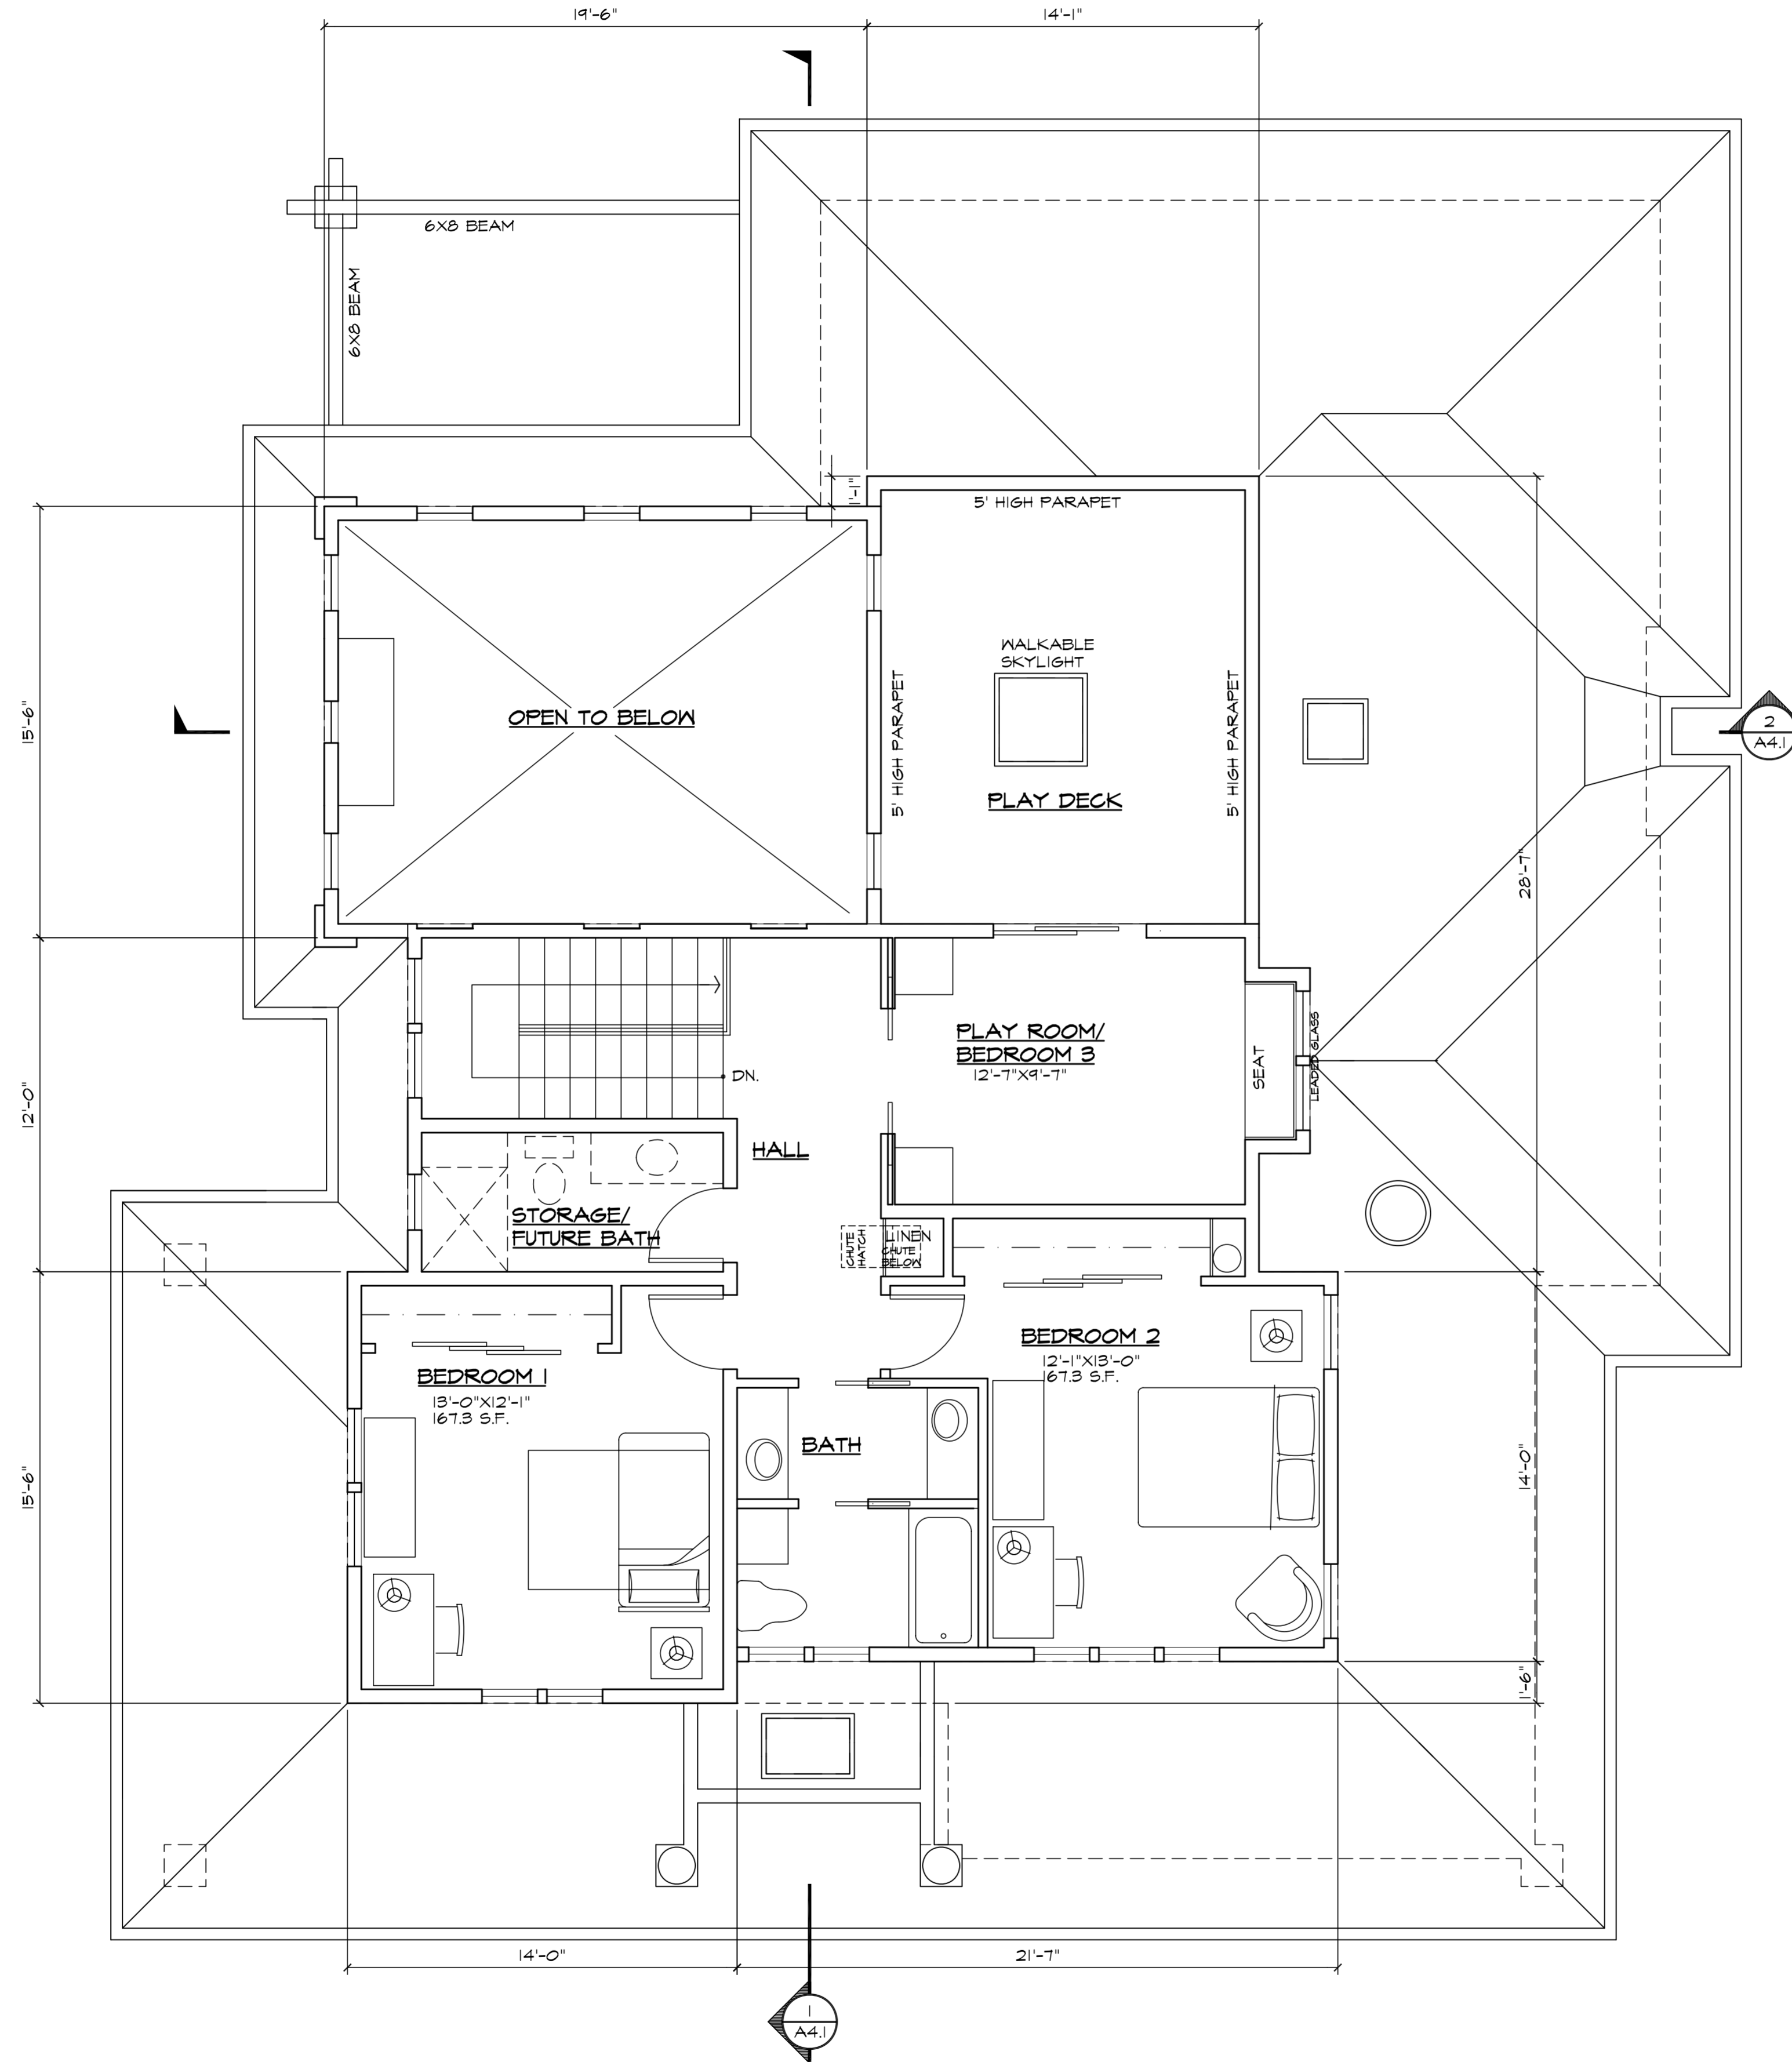 19'-6"
14'-1"
6X8 BEAM
6X8 BEAM
1'-1"
5' HIGH PARAPET
WALKABLE
SKYLIGHT
5' HIGH PARAPET
5' HIGH PARAPET
OPEN TO BELOW
PLAY DECK
15'-6"
2
A4.1
28'-7"
PLAY ROOM/
BEDROOM 3
12'-7"X9'-7"
SEAT
LEADED GLASS
DN.
12'-0"
HALL
STORAGE/
FUTURE BATH
CHUTE
HATCH
LINEN
CHUTE
BELOW
BEDROOM 1
13'-0"X12'-1"
167.3 S.F.
BEDROOM 2
12'-1"X13'-0"
167.3 S.F.
BATH
15'-6"
14'-0"
1'-6"
14'-0"
21'-7"
1
A4.1